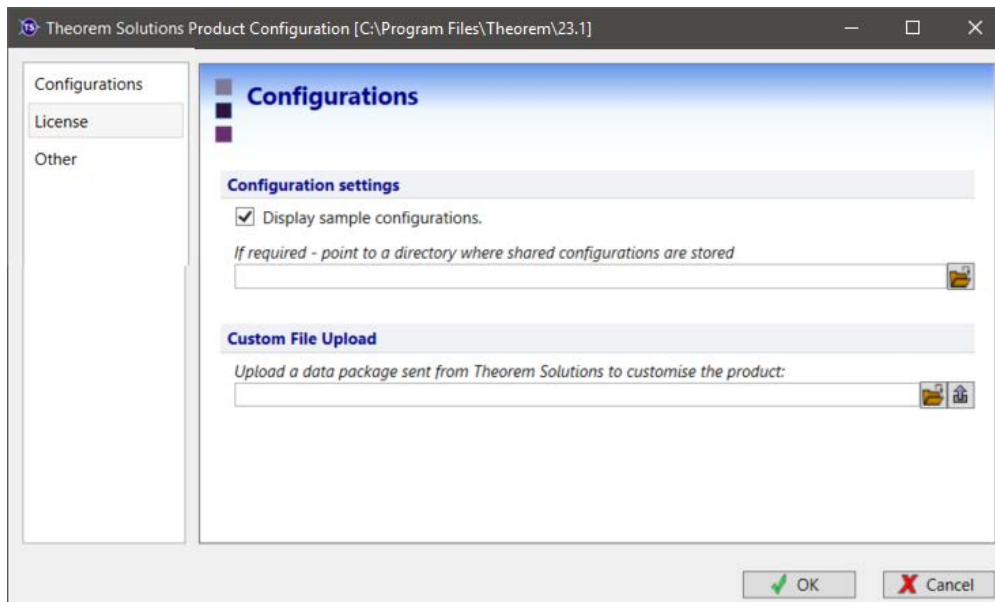 TS
Theorem Solutions Product Configuration [C:\Program Files\Theorem\23.1]
Configurations
License
Other
Configurations
Configuration settings
Display sample configurations.
If required - point to a directory where shared configurations are stored
Custom File Upload
Upload a data package sent from Theorem Solutions to customise the product:
OK
Cancel